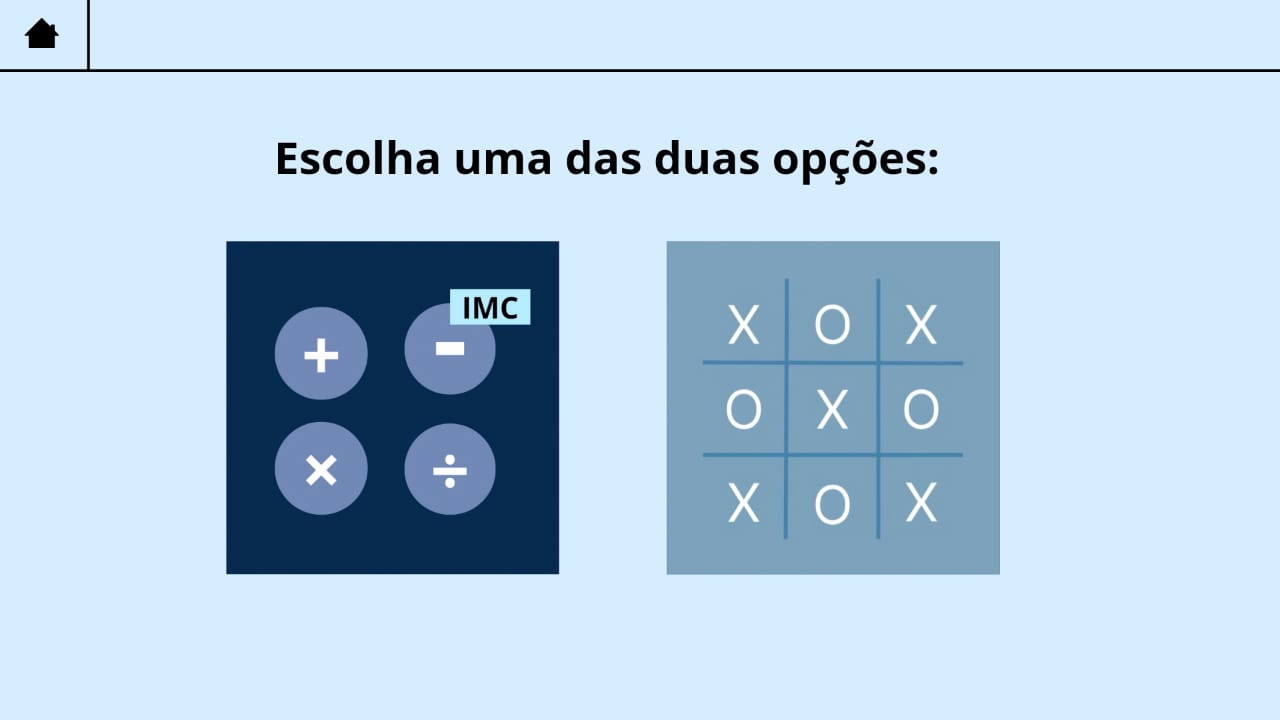 Escolha uma das duas opções:
IMC
+ -
× ÷
X O X
O X O
X O X